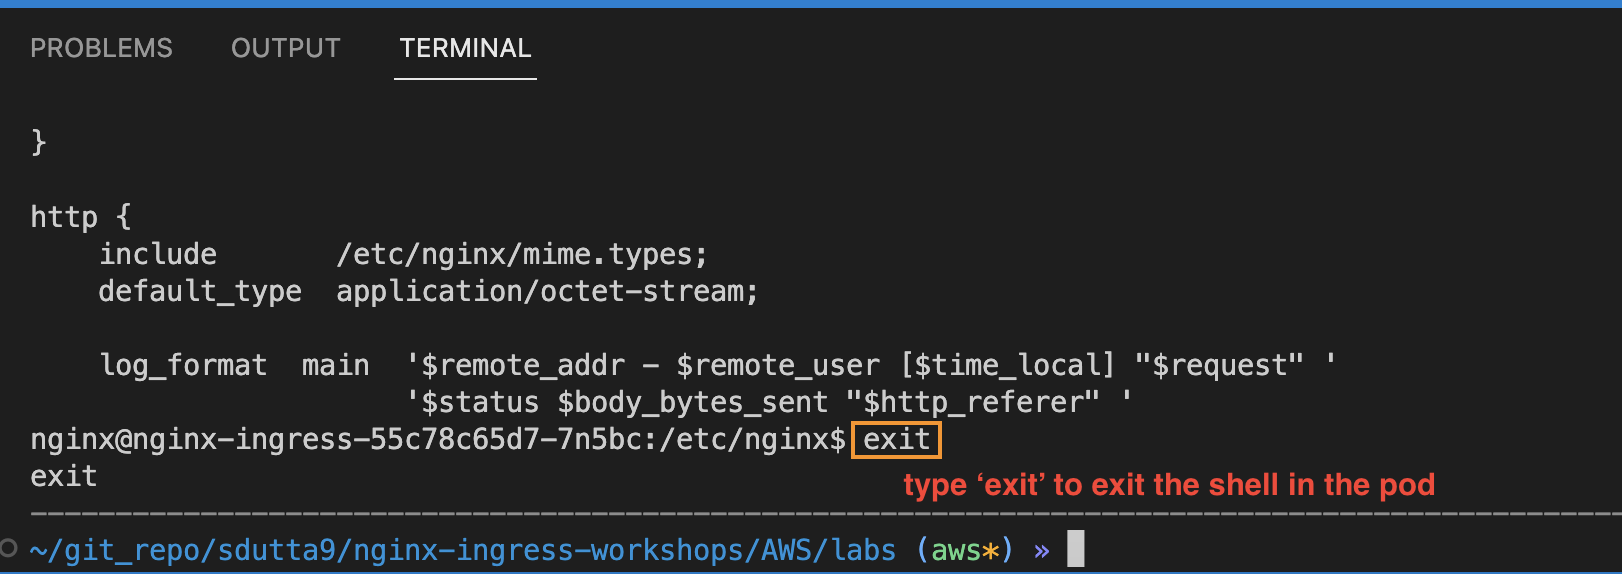 PROBLEMS OUTPUT TERMINAL
}
http {
    include       /etc/nginx/mime.types;
    default_type  application/octet-stream;
    log_format  main  '$remote_addr - $remote_user [$time_local] "$request" '
                      '$status $body_bytes_sent "$http_referer" '
nginx@nginx-ingress-55c78c65d7-7n5bc:/etc/nginx$ exit
exit
type ‘exit’ to exit the shell in the pod
~/git_repo/sdutta9/nginx-ingress-workshops/AWS/labs (aws*) »